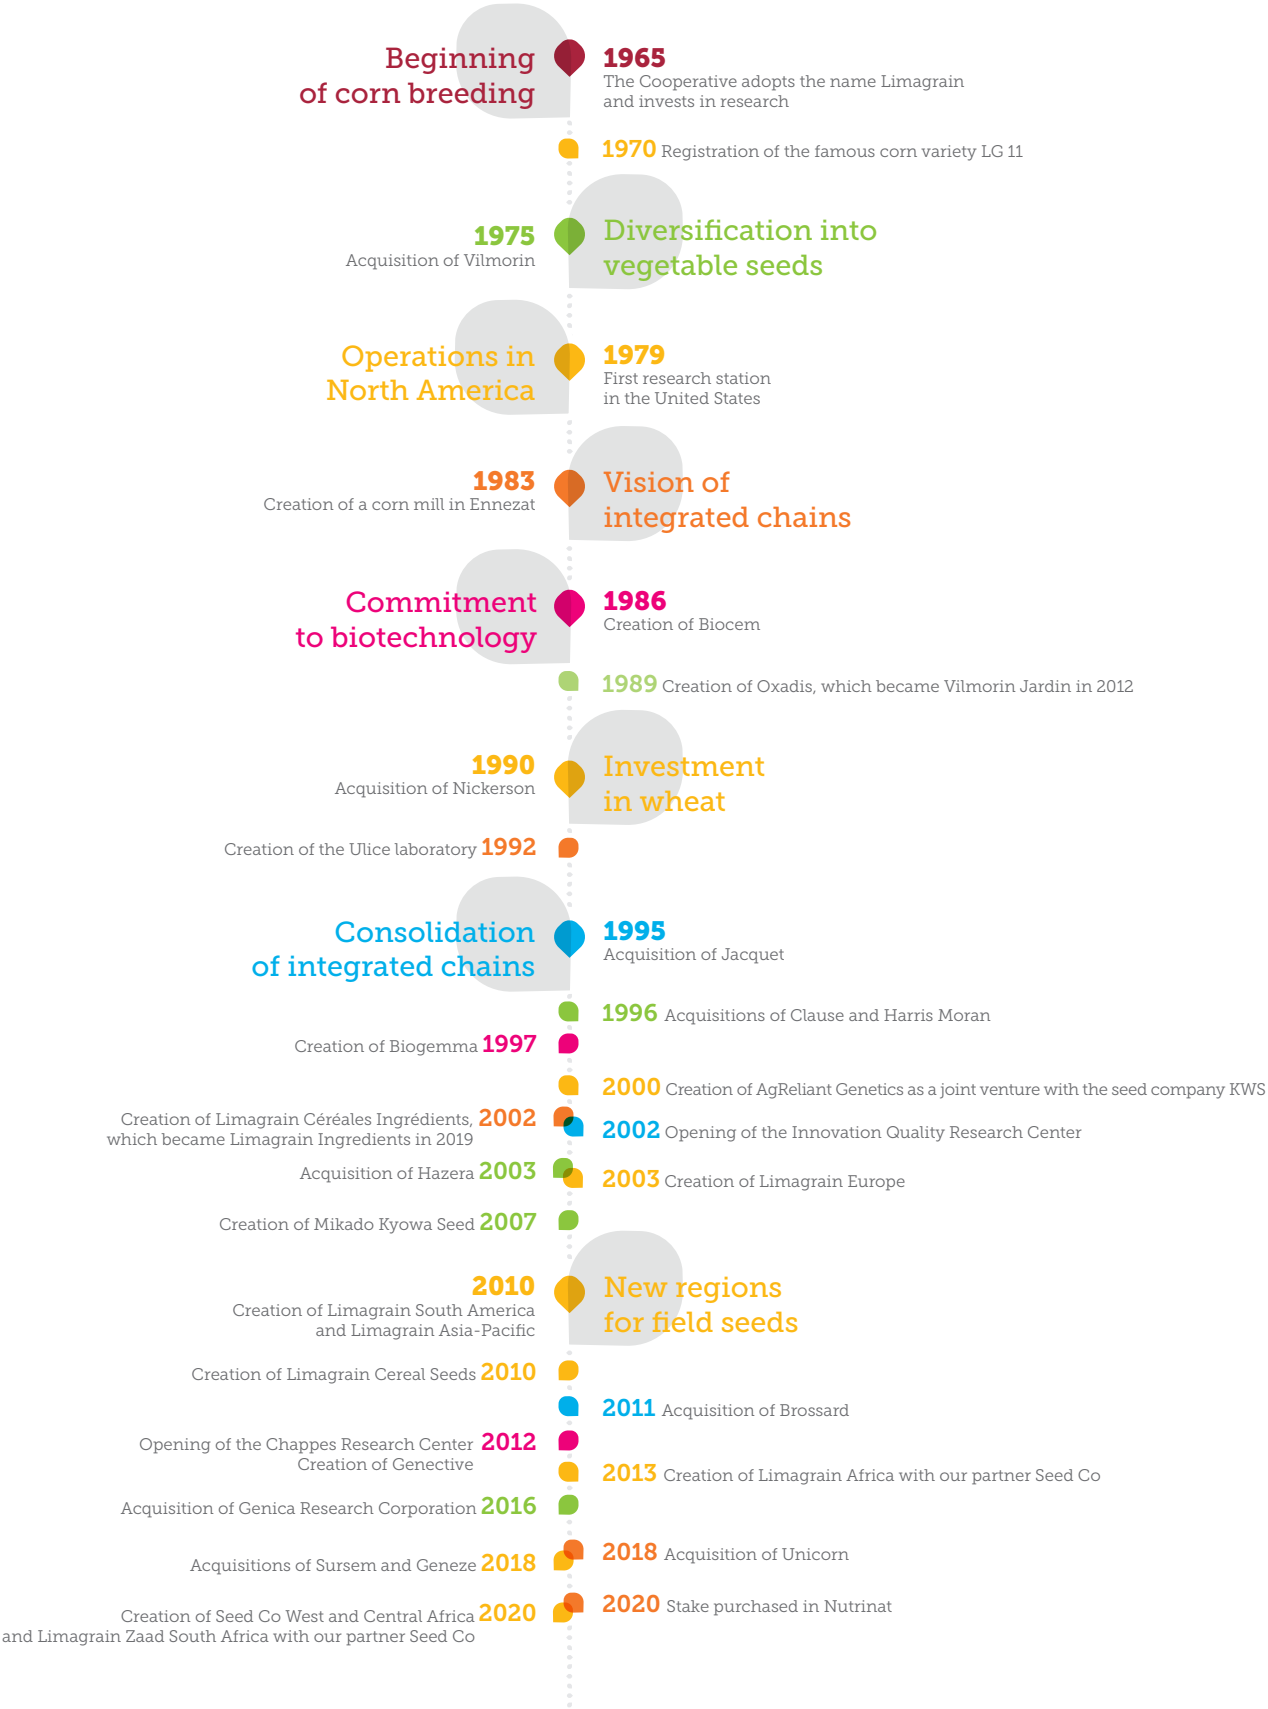 Beginning
of corn breeding
1965
The Cooperative adopts the name Limagrain
and invests in research
1970 Registration of the famous corn variety LG 11
1975
Acquisition of Vilmorin
Diversification into
vegetable seeds
Operations in
North America
1979
First research station
in the United States
1983
Creation of a corn mill in Ennezat
Vision of
integrated chains
Commitment
to biotechnology
1986
Creation of Biocem
1989 Creation of Oxadis, which became Vilmorin Jardin in 2012
1990
Acquisition of Nickerson
Investment
in wheat
Creation of the Ulice laboratory 1992
Consolidation
of integrated chains
1995
Acquisition of Jacquet
1996 Acquisitions of Clause and Harris Moran
Creation of Biogemma 1997
2000 Creation of AgReliant Genetics as a joint venture with the seed company KWS
Creation of Limagrain Céréales Ingrédients, 2002
which became Limagrain Ingredients in 2019
2002 Opening of the Innovation Quality Research Center
Acquisition of Hazera 2003
2003 Creation of Limagrain Europe
Creation of Mikado Kyowa Seed 2007
2010
Creation of Limagrain South America
and Limagrain Asia-Pacific
New regions
for field seeds
Creation of Limagrain Cereal Seeds 2010
2011 Acquisition of Brossard
Opening of the Chappes Research Center 2012
Creation of Genective
2013 Creation of Limagrain Africa with our partner Seed Co
Acquisition of Genica Research Corporation 2016
2018 Acquisition of Unicorn
Acquisitions of Sursem and Geneze 2018
2020 Stake purchased in Nutrinat
Creation of Seed Co West and Central Africa 2020
and Limagrain Zaad South Africa with our partner Seed Co